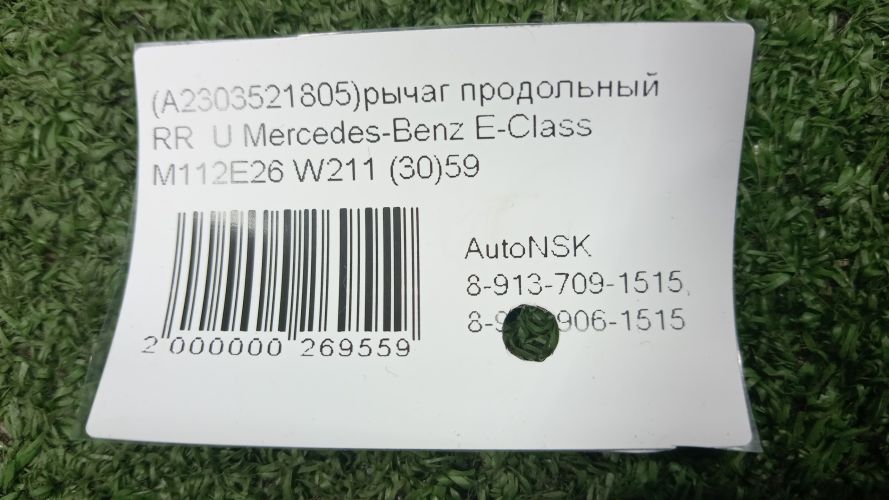 (A2303521805)рычаг продольный
RR U Mercedes-Benz E-Class
M112E26 W211 (30)59
AutoNSK
8-913-709-1515
906-1515
2 000000 269559